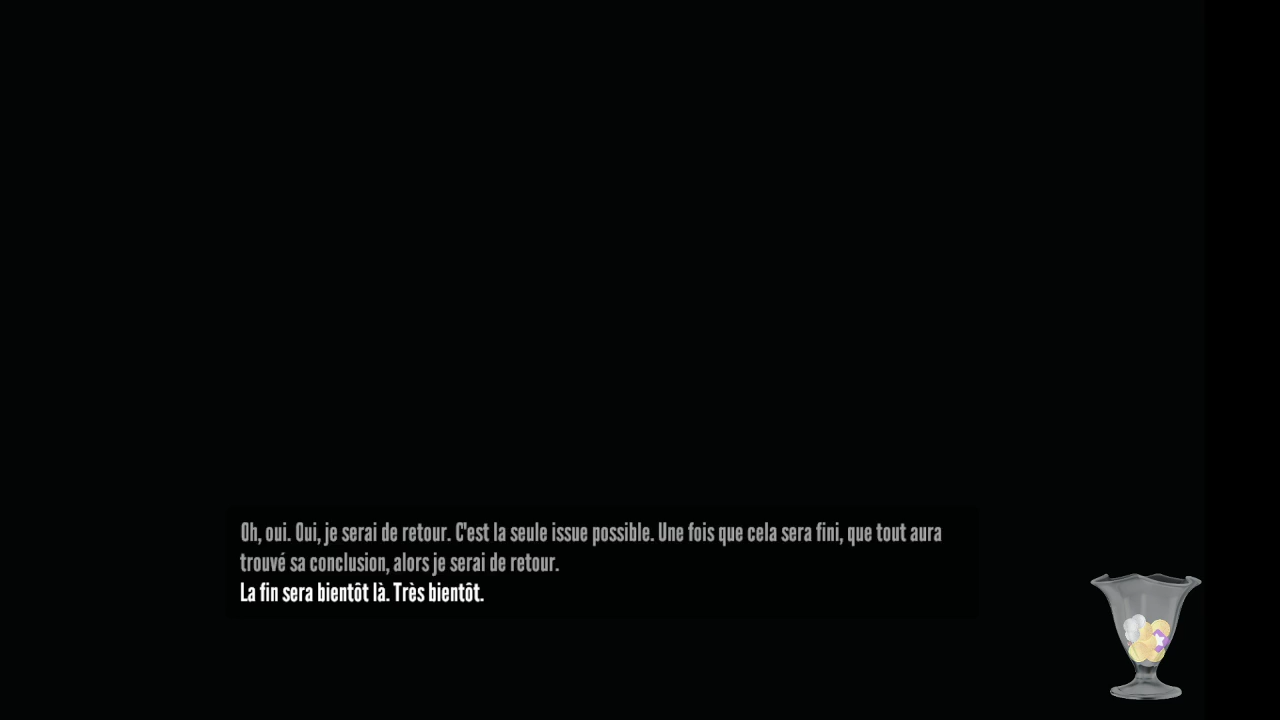 Oh, oui. Oui, je serai de retour. C'est la seule issue possible. Une fois que cela sera fini, que tout aura
trouvé sa conclusion, alors je serai de retour.
La fin sera bientôt là. Très bientôt.